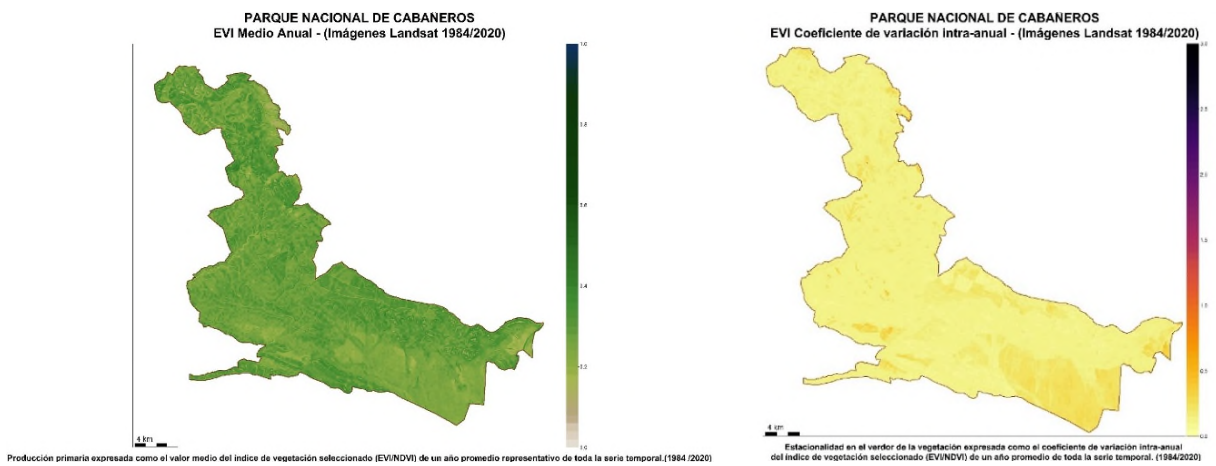 PARQUE NACIONAL DE CABAÑEROS
EVI Medio Anual - (Imágenes Landsat 1984/2020)
4 km
Producción primaria expresada como el valor medio del índice de vegetación seleccionado (EVI/NDVI) de un año promedio representativo de toda la serie temporal.(1984 /2020)
PARQUE NACIONAL DE CABAÑEROS
EVI Coeficiente de variación intra-anual - (Imágenes Landsat 1984/2020)
4 km
Estacionalidad en el verdor de la vegetación expresada como el coeficiente de variación intra-anual
del índice de vegetación seleccionado (EVI/NDVI) de un año promedio de toda la serie temporal. (1984/2020)